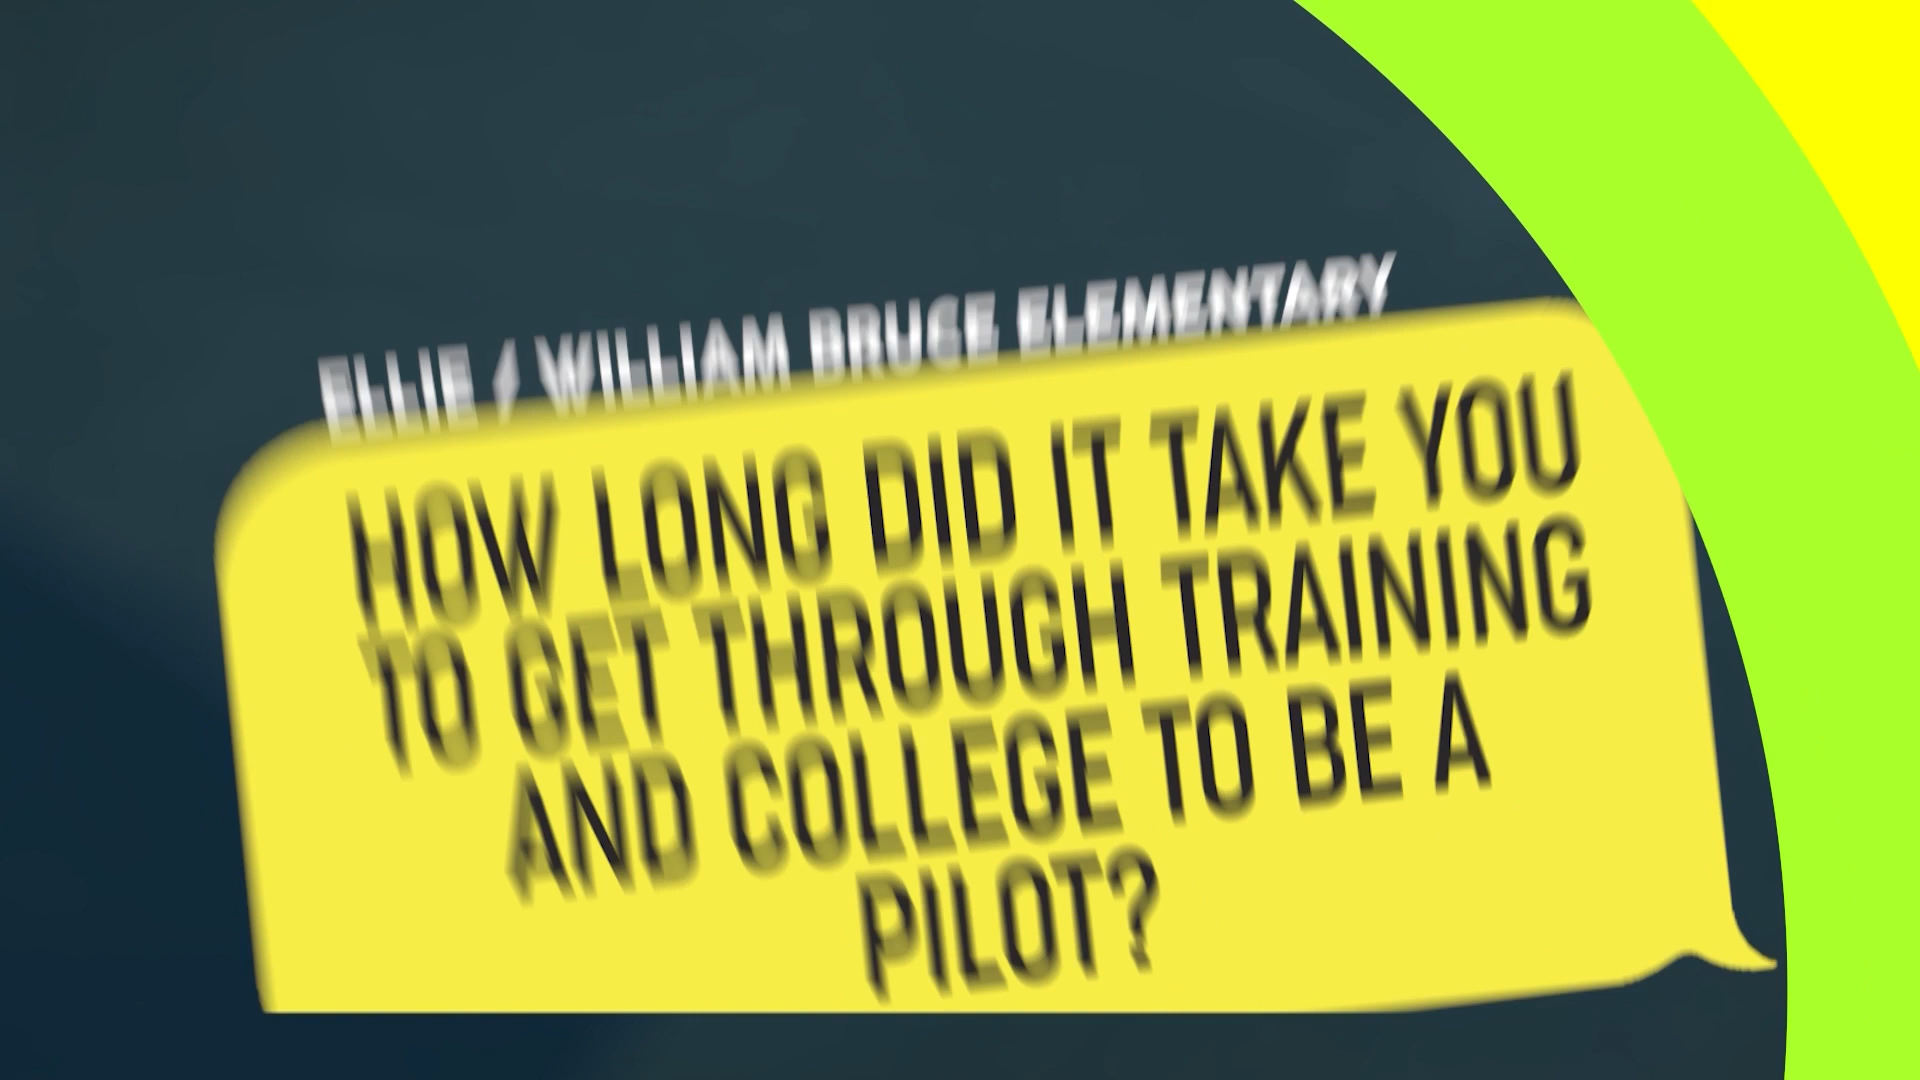 ELLIE / WILLIAM BRUCE ELEMENTARY
HOW LONG DID IT TAKE YOU
TO GET THROUGH TRAINING
AND COLLEGE TO BE A
PILOT?